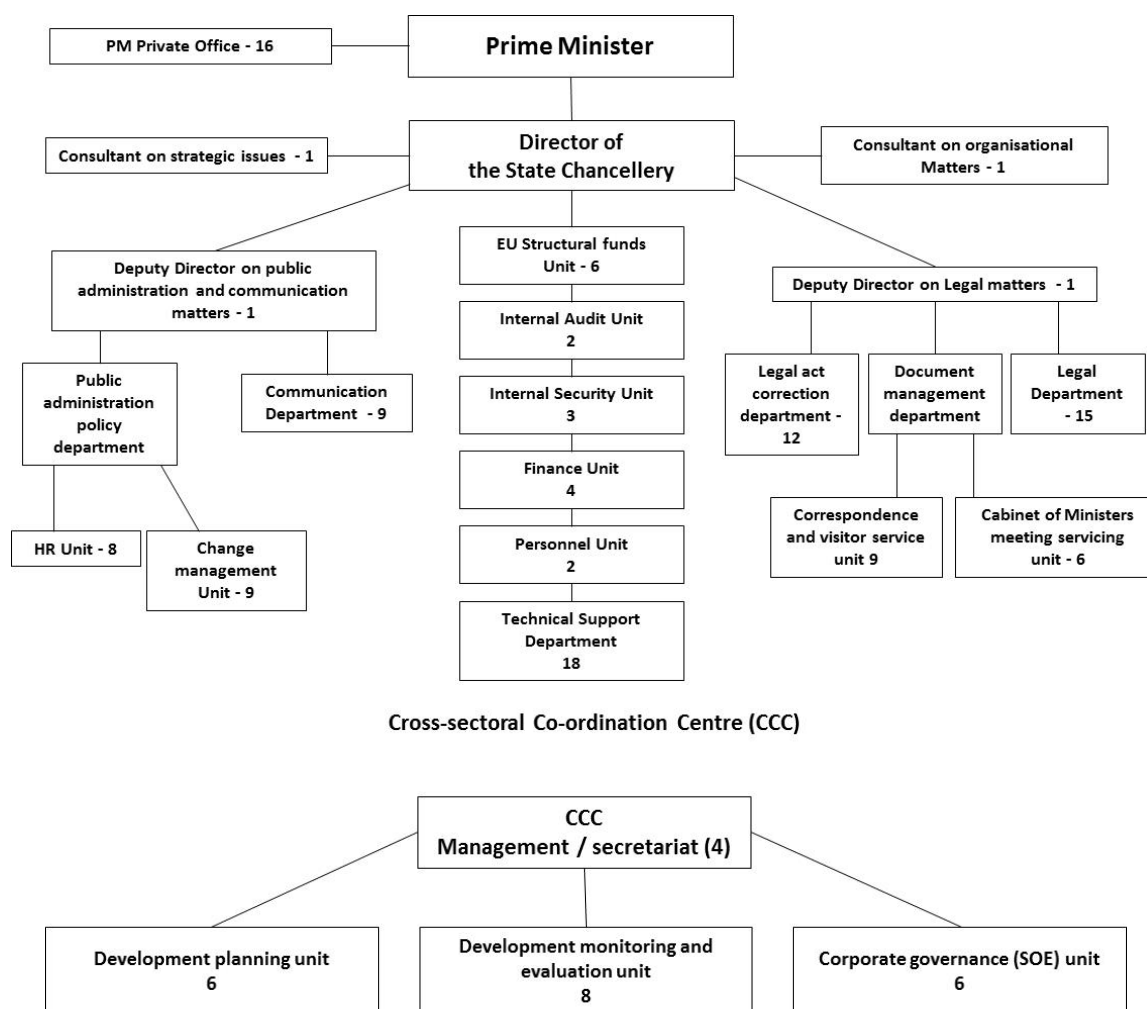 PM Private Office - 16
Prime Minister
Consultant on strategic issues - 1
Director of
the State Chancellery
Consultant on organisational
Matters - 1
Deputy Director on public
administration and communication
matters - 1
EU Structural funds
Unit - 6
Deputy Director on Legal matters - 1
Internal Audit Unit
2
Public
administration
policy
department
Communication
Department - 9
Internal Security Unit
3
Legal act
correction
department -
12
Document
management
department
Legal
Department
- 15
Finance Unit
4
HR Unit - 8
Change
management
Unit - 9
Personnel Unit
2
Correspondence
and visitor service
unit 9
Cabinet of Ministers
meeting servicing
unit - 6
Technical Support
Department
18
Cross-sectoral Co-ordination Centre (CCC)
CCC
Management / secretariat (4)
Development planning unit
6
Development monitoring and
evaluation unit
8
Corporate governance (SOE) unit
6